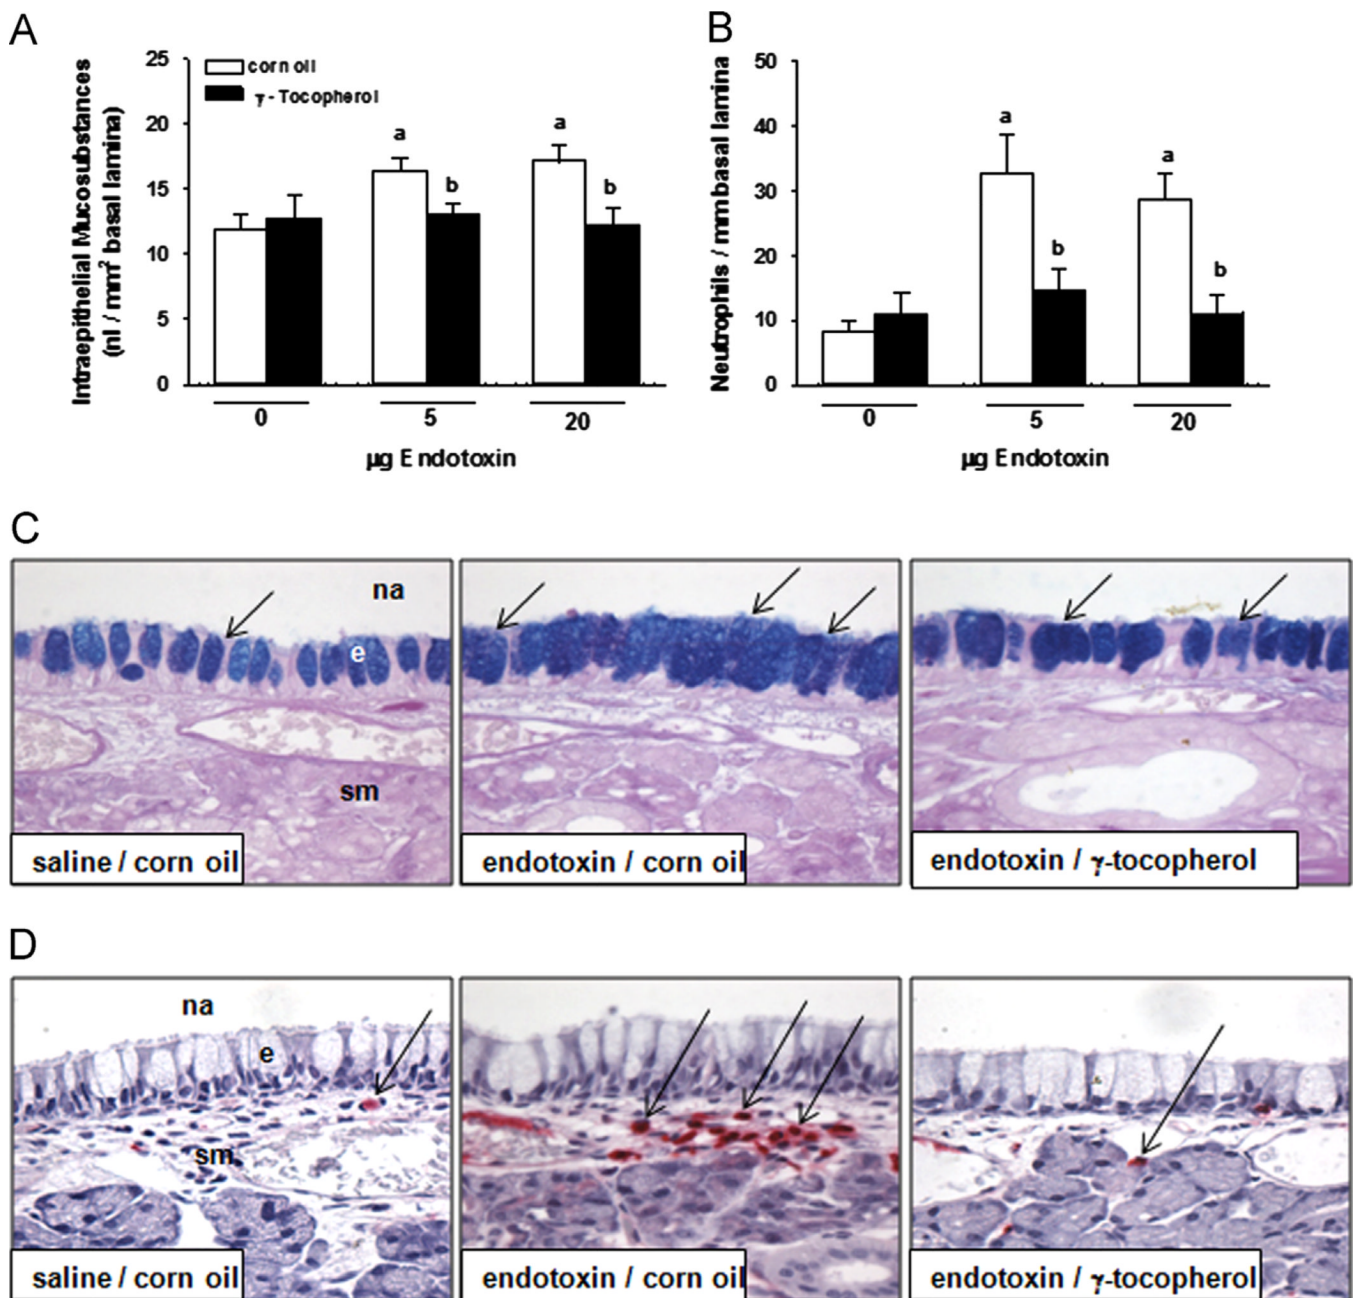 A
Intraepithelial Mucosubstances
(nl / mm² basal lamina)
25
20
15
10
5
0
corn oil
γ- Tocopherol
a
b
a
b
0
5
20
µg Endotoxin
B
Neutrophils / mm basal lamina
50
40
30
20
10
0
a
b
a
b
0
5
20
µg Endotoxin
C
na
e
sm
saline / corn oil
endotoxin / corn oil
endotoxin / γ-tocopherol
D
na
e
sm
saline / corn oil
endotoxin / corn oil
endotoxin / γ-tocopherol